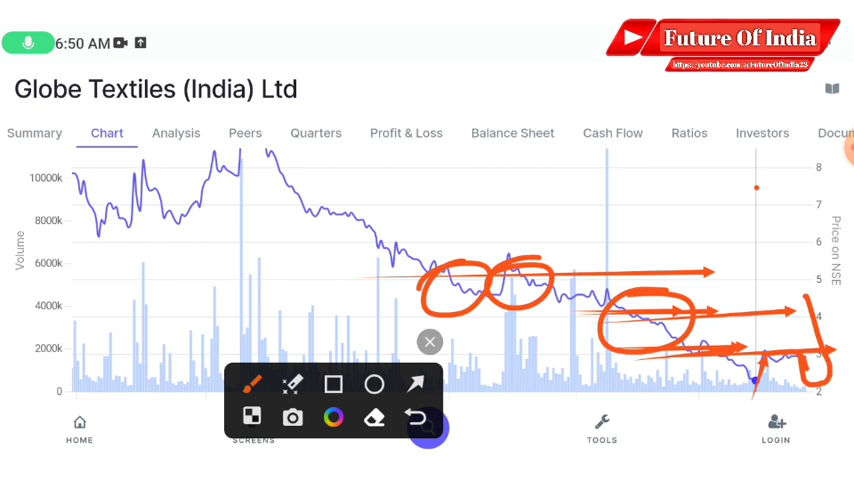 6:50 AM
Future Of India
https://youtube.com/@FutureOfIndia23
Globe Textiles (India) Ltd
Summary Chart Analysis Peers Quarters Profit & Loss Balance Sheet Cash Flow Ratios Investors Docum
10000k 8
7
8000k 6
6000k 5
4000k 4
2000k 3
0 2
Volume
Price on NSE
HOME SCREENS TOOLS LOGIN